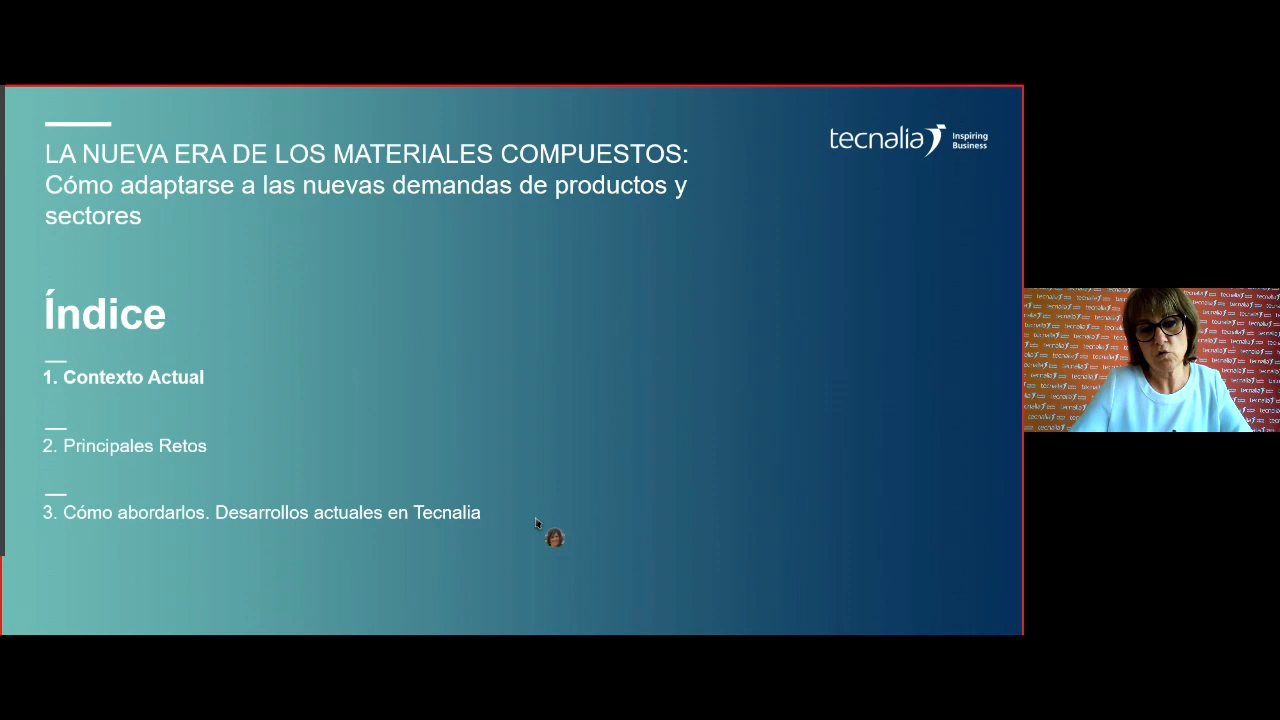 LA NUEVA ERA DE LOS MATERIALES COMPUESTOS:
Cómo adaptarse a las nuevas demandas de productos y
sectores
tecnalia Inspiring
Business
Índice
1. Contexto Actual
2. Principales Retos
3. Cómo abordarlos. Desarrollos actuales en Tecnalia
tecnalia